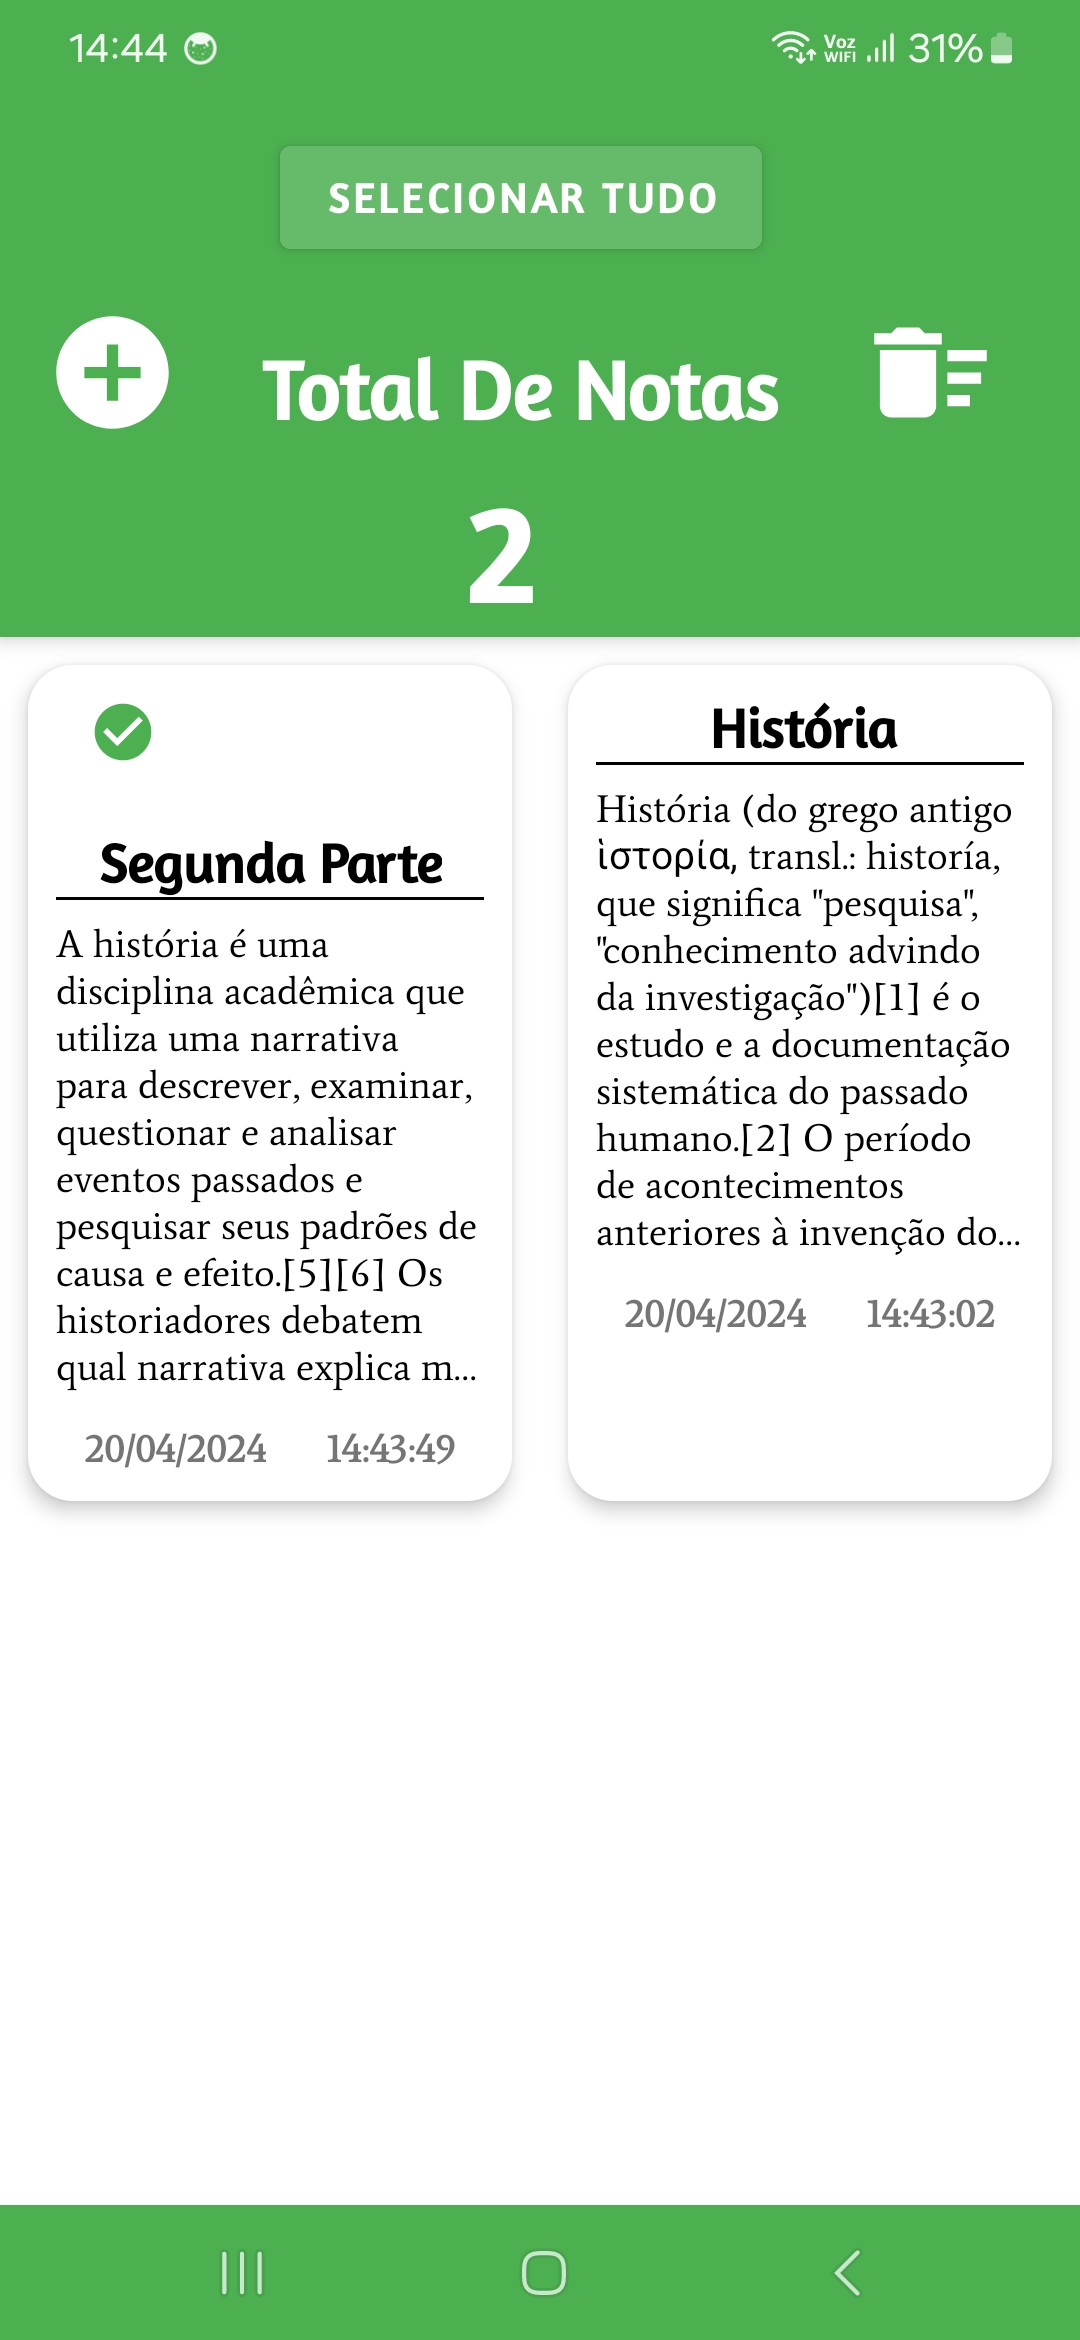 14:44
Voz
WIFI
31%
SELECIONAR TUDO
Total De Notas
2
Segunda Parte
A história é uma
disciplina acadêmica que
utiliza uma narrativa
para descrever, examinar,
questionar e analisar
eventos passados e
pesquisar seus padrões de
causa e efeito.[5][6] Os
historiadores debatem
qual narrativa explica m...
20/04/2024 14:43:49
História
História (do grego antigo
ἱστορία, transl.: historía,
que significa "pesquisa",
"conhecimento advindo
da investigação")[1] é o
estudo e a documentação
sistemática do passado
humano.[2] O período
de acontecimentos
anteriores à invenção do...
20/04/2024 14:43:02